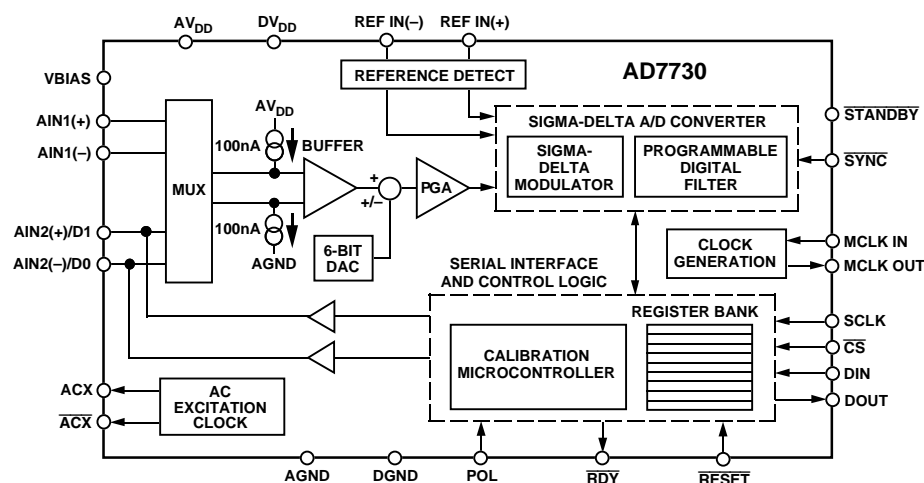 AVDD
DVDD
REF IN(–)
REF IN(+)
VBIAS
REFERENCE DETECT
AD7730
AIN1(+)
AVDD
STANDBY
AIN1(–)
100nA
BUFFER
SIGMA-DELTA A/D CONVERTER
SIGMA-
DELTA
MODULATOR
PROGRAMMABLE
DIGITAL
FILTER
SYNC
MUX
+
+/–
PGA
AIN2(+)/D1
100nA
AIN2(–)/D0
AGND
6-BIT
DAC
SERIAL INTERFACE
AND CONTROL LOGIC
CLOCK
GENERATION
MCLK IN
MCLK OUT
REGISTER BANK
SCLK
CS
CALIBRATION
MICROCONTROLLER
DIN
DOUT
ACX
ACX
AC
EXCITATION
CLOCK
AGND
DGND
POL
RDY
RESET